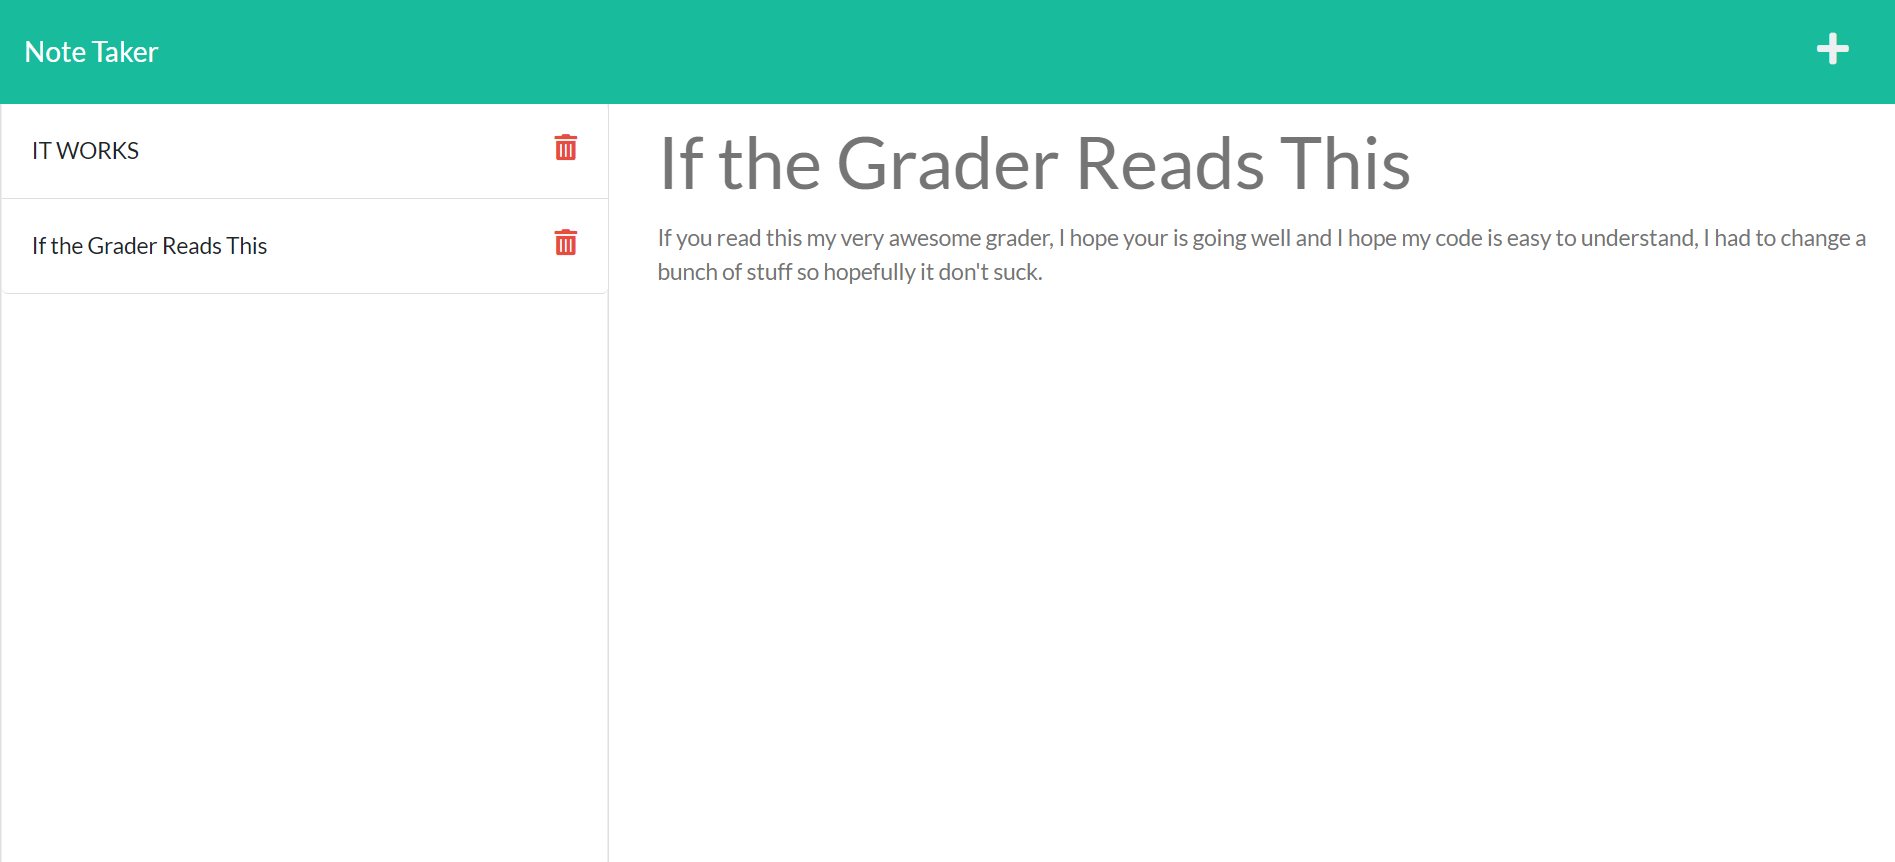 Note Taker
IT WORKS
If the Grader Reads This
If the Grader Reads This
If you read this my very awesome grader, I hope your is going well and I hope my code is easy to understand, I had to change a
bunch of stuff so hopefully it don't suck.